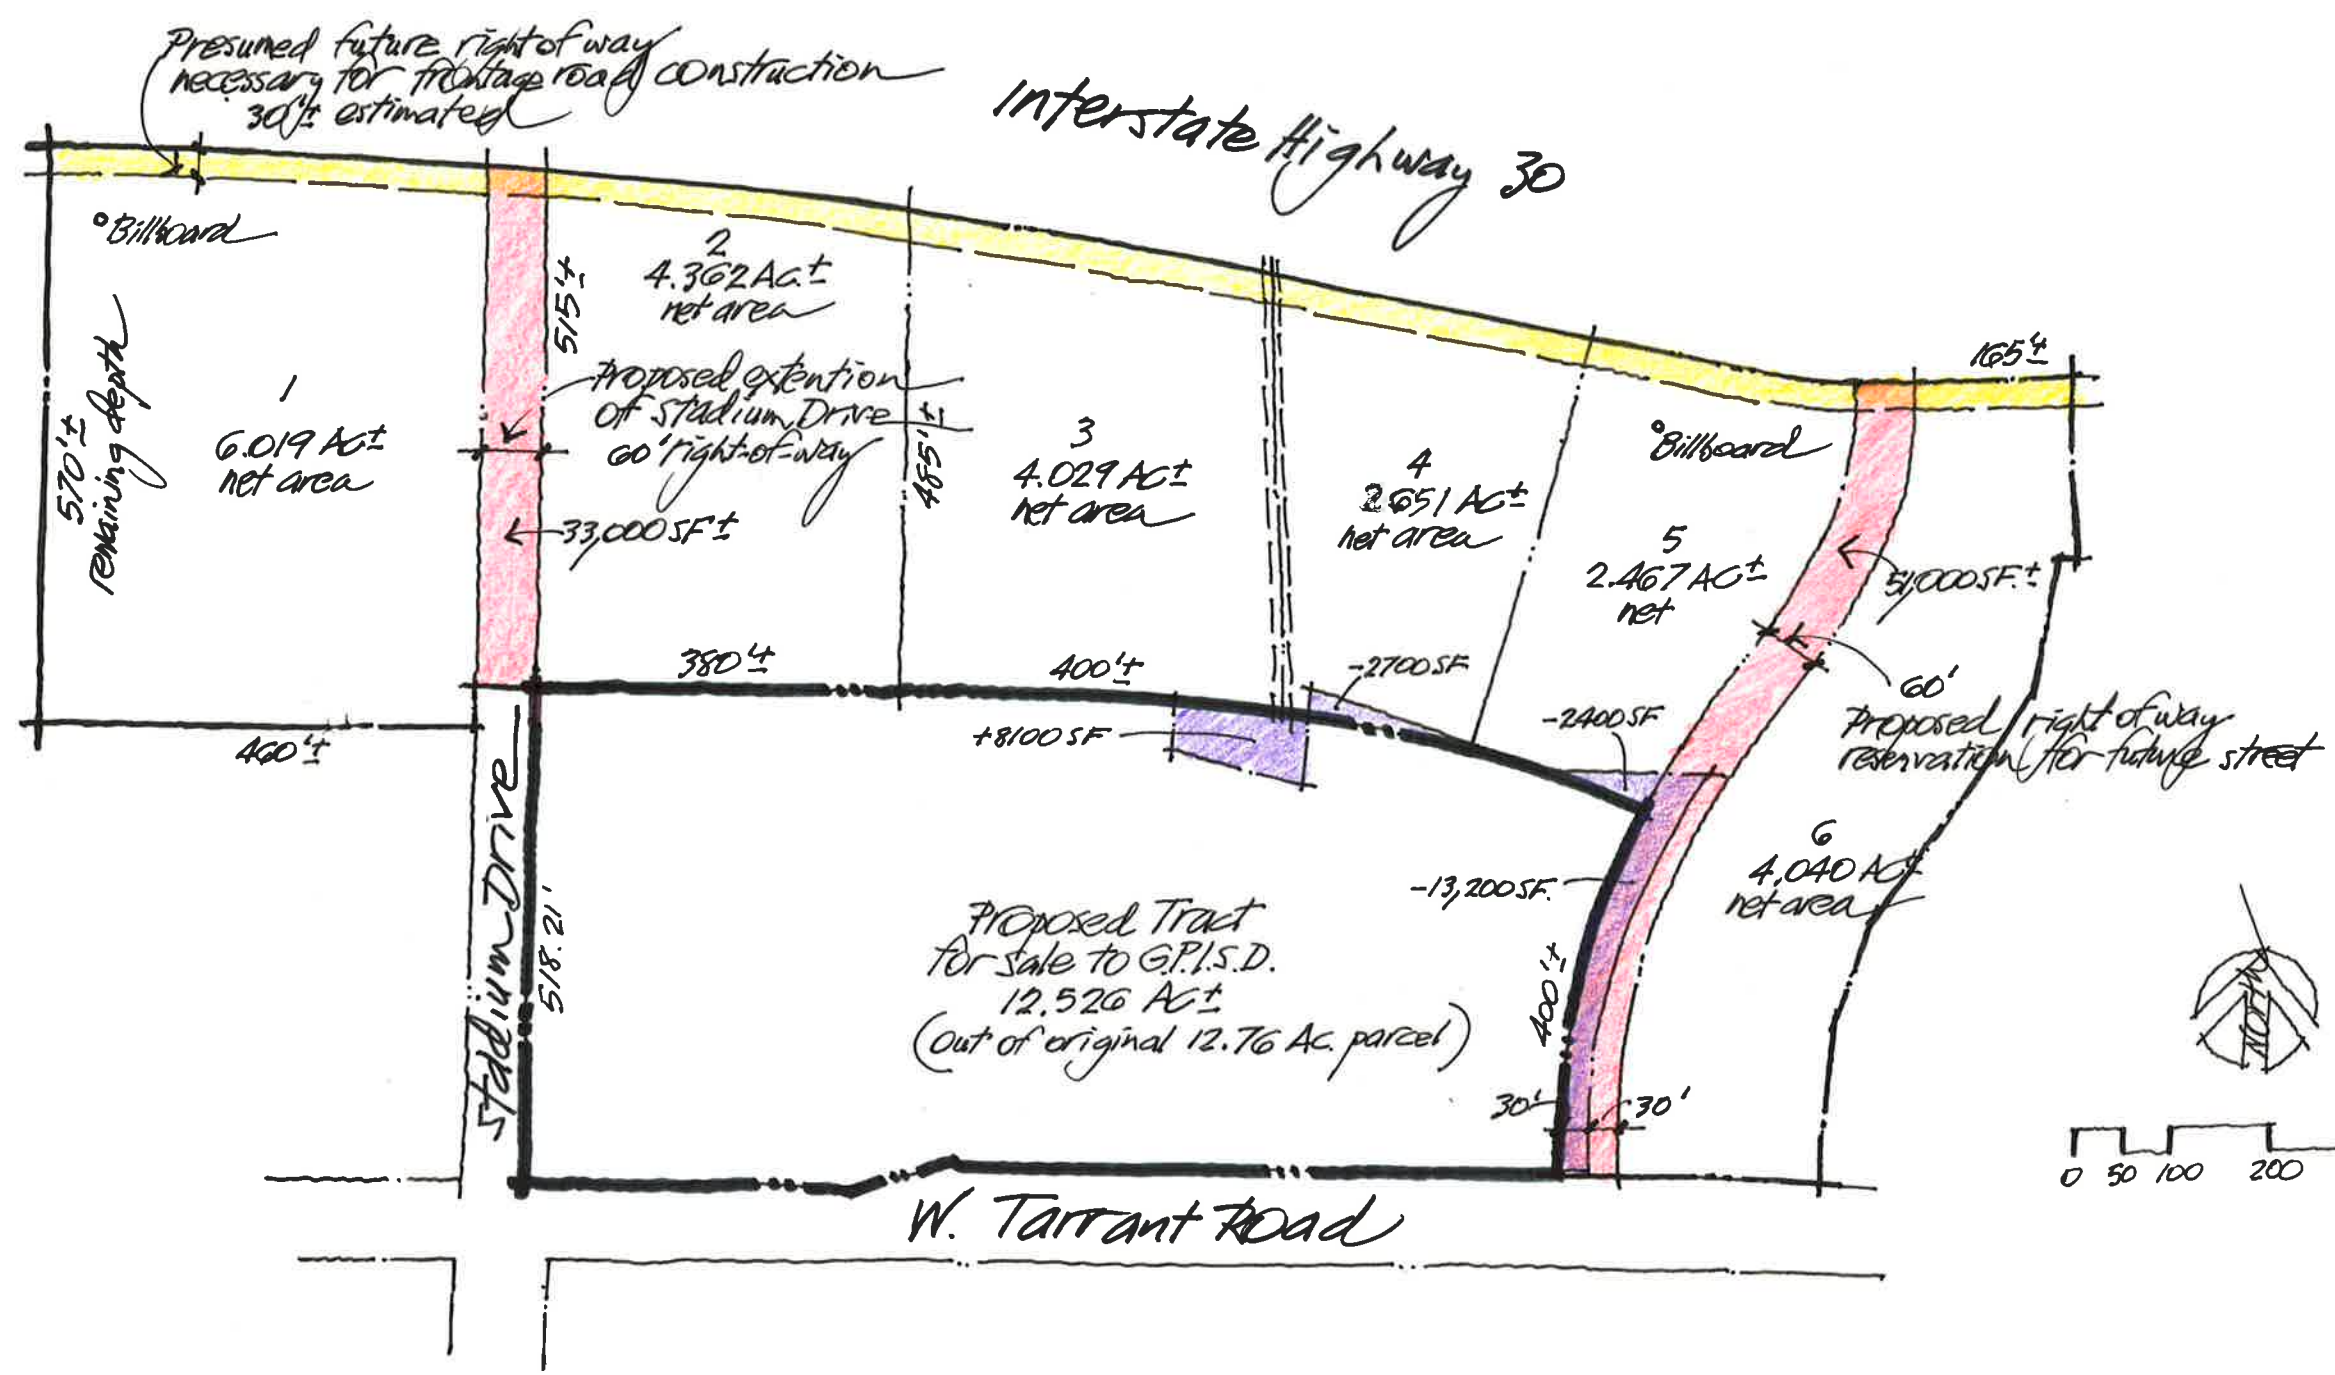 Presumed future right of way
necessary for frontage road construction
30'± estimated
Interstate Highway 30
Billboard
570'±
remaining depth
1
6.019 AC±
net area
460'±
515'±
2
4.362 AC.±
net area
Proposed extention
of Stadium Drive
60' right-of-way
33,000 SF±
485'±
3
4.029 AC±
net area
4
2.651 AC±
net area
Billboard
165'±
5
2.467 AC±
net
51,000 SF.±
60'
Proposed right of way
reservation for future street
380'±
400'±
-2700 SF
+8100 SF
-2400 SF
-13,200 SF.
6
4.040 AC±
net area
Stadium Drive
518.21'
Proposed Tract
for sale to G.P.I.S.D.
12.526 AC±
(out of original 12.76 Ac. parcel)
400'±
30'
30'
W. Tarrant Road
NORTH
0 50 100 200